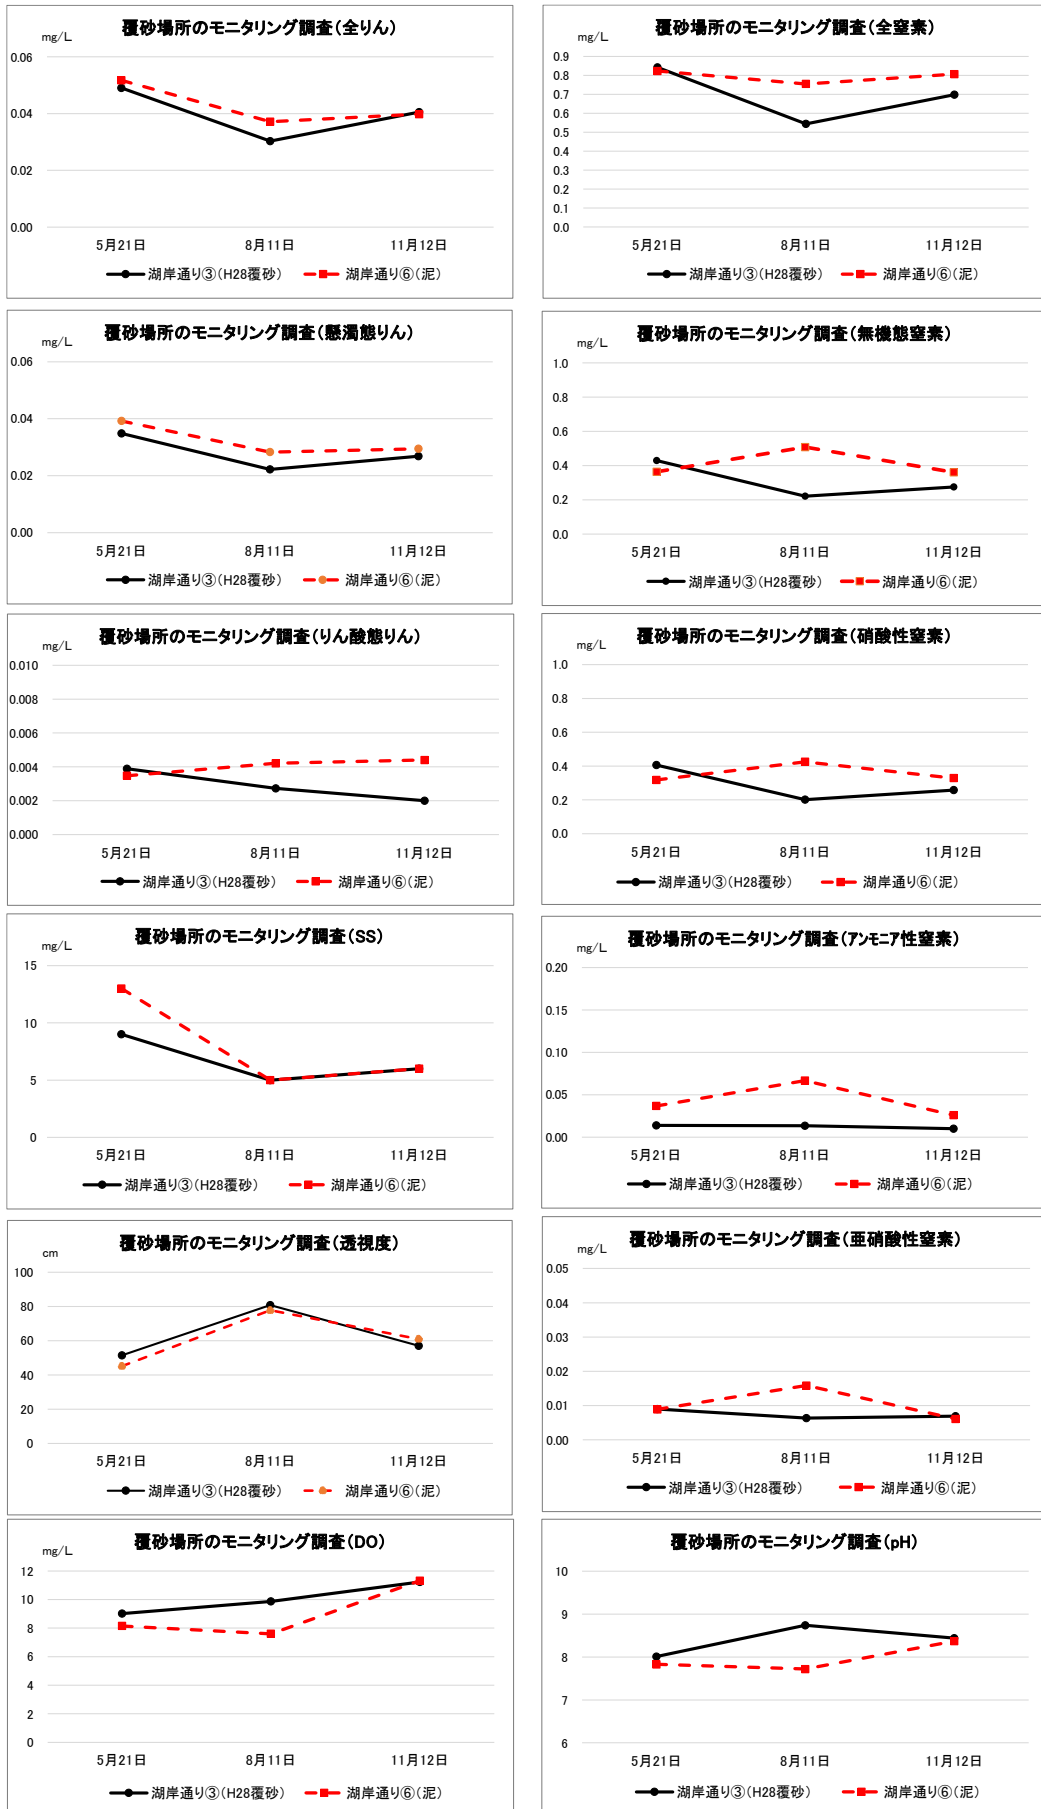 覆砂場所のモニタリング調査(全りん)
mg/L
0.06
0.04
0.02
0.00
5月21日 8月11日 11月12日
湖岸通り③(H28覆砂) 湖岸通り⑥(泥)
覆砂場所のモニタリング調査(全窒素)
mg/L
0.9
0.8
0.7
0.6
0.5
0.4
0.3
0.2
0.1
0.0
5月21日 8月11日 11月12日
湖岸通り③(H28覆砂) 湖岸通り⑥(泥)
覆砂場所のモニタリング調査(懸濁態りん)
mg/L
0.06
0.04
0.02
0.00
5月21日 8月11日 11月12日
湖岸通り③(H28覆砂) 湖岸通り⑥(泥)
覆砂場所のモニタリング調査(無機態窒素)
mg/L
1.0
0.8
0.6
0.4
0.2
0.0
5月21日 8月11日 11月12日
湖岸通り③(H28覆砂) 湖岸通り⑥(泥)
覆砂場所のモニタリング調査(りん酸態りん)
mg/L
0.010
0.008
0.006
0.004
0.002
0.000
5月21日 8月11日 11月12日
湖岸通り③(H28覆砂) 湖岸通り⑥(泥)
覆砂場所のモニタリング調査(硝酸性窒素)
mg/L
1.0
0.8
0.6
0.4
0.2
0.0
5月21日 8月11日 11月12日
湖岸通り③(H28覆砂) 湖岸通り⑥(泥)
覆砂場所のモニタリング調査(SS)
mg/L
15
10
5
0
5月21日 8月11日 11月12日
湖岸通り③(H28覆砂) 湖岸通り⑥(泥)
覆砂場所のモニタリング調査(アンモニア性窒素)
mg/L
0.20
0.15
0.10
0.05
0.00
5月21日 8月11日 11月12日
湖岸通り③(H28覆砂) 湖岸通り⑥(泥)
覆砂場所のモニタリング調査(透視度)
cm
100
80
60
40
20
0
5月21日 8月11日 11月12日
湖岸通り③(H28覆砂) 湖岸通り⑥(泥)
覆砂場所のモニタリング調査(亜硝酸性窒素)
mg/L
0.05
0.04
0.03
0.02
0.01
0.00
5月21日 8月11日 11月12日
湖岸通り③(H28覆砂) 湖岸通り⑥(泥)
覆砂場所のモニタリング調査(DO)
mg/L
12
10
8
6
4
2
0
5月21日 8月11日 11月12日
湖岸通り③(H28覆砂) 湖岸通り⑥(泥)
覆砂場所のモニタリング調査(pH)
10
9
8
7
6
5月21日 8月11日 11月12日
湖岸通り③(H28覆砂) 湖岸通り⑥(泥)